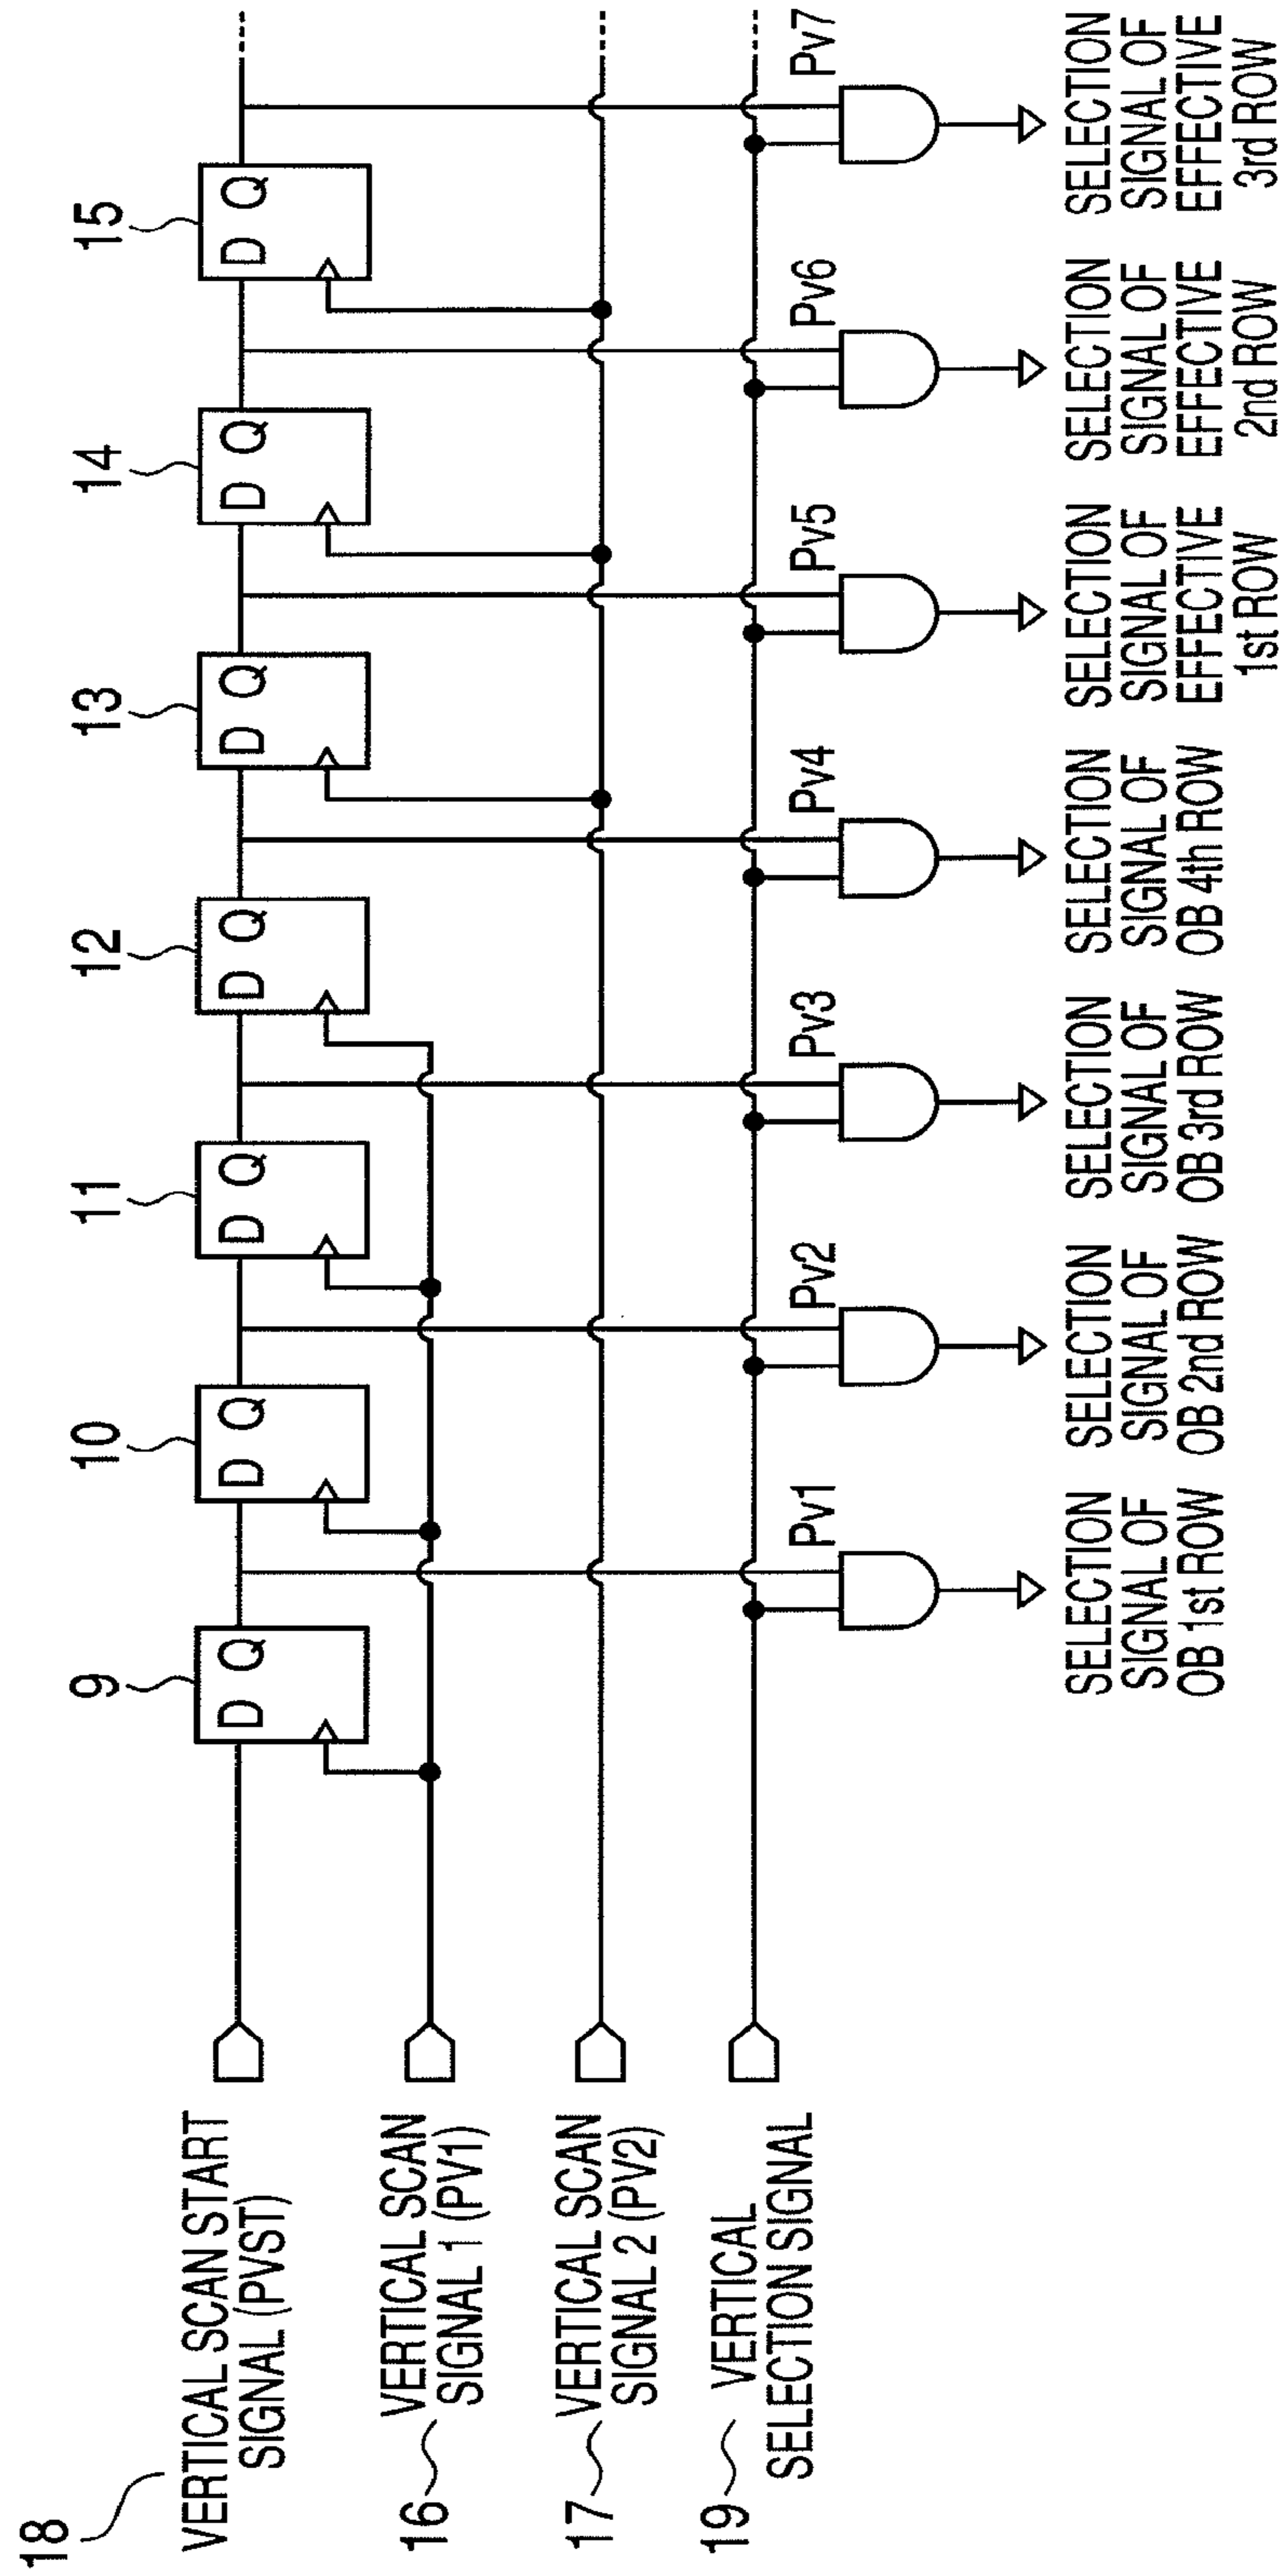 18
VERTICAL SCAN START
SIGNAL (PVST)
16
VERTICAL SCAN
SIGNAL 1 (PV1)
17
VERTICAL SCAN
SIGNAL 2 (PV2)
19
VERTICAL
SELECTION SIGNAL
9
D Q
10
D Q
11
D Q
12
D Q
13
D Q
14
D Q
15
D Q
Pv1
Pv2
Pv3
Pv4
Pv5
Pv6
Pv7
SELECTION
SIGNAL OF
OB 1st ROW
SELECTION
SIGNAL OF
OB 2nd ROW
SELECTION
SIGNAL OF
OB 3rd ROW
SELECTION
SIGNAL OF
OB 4th ROW
SELECTION
SIGNAL OF
EFFECTIVE
1st ROW
SELECTION
SIGNAL OF
EFFECTIVE
2nd ROW
SELECTION
SIGNAL OF
EFFECTIVE
3rd ROW